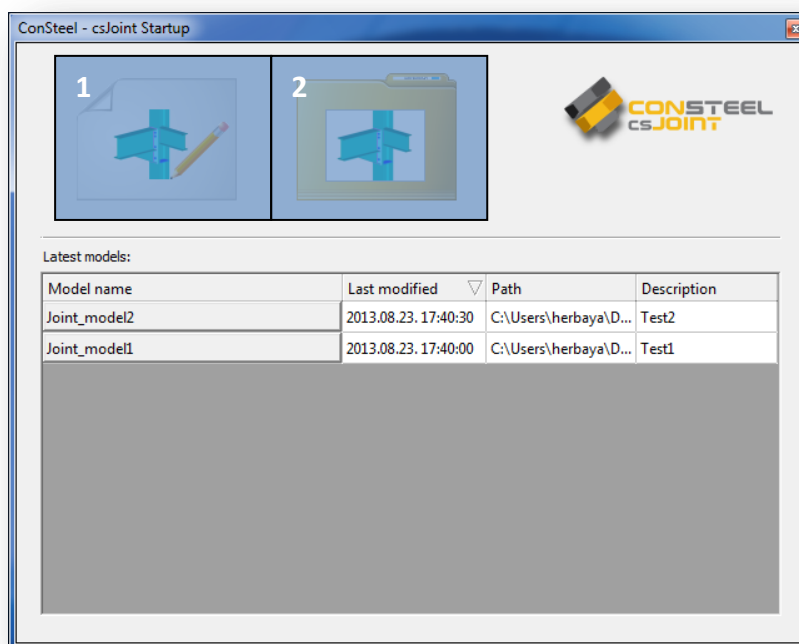 ConSteel - csJoint Startup
1 2
CONSTEEL
CSJOINT
Latest models:
Model name Last modified Path Description
Joint_model2 2013.08.23. 17:40:30 C:\Users\herbaya\D... Test2
Joint_model1 2013.08.23. 17:40:00 C:\Users\herbaya\D... Test1